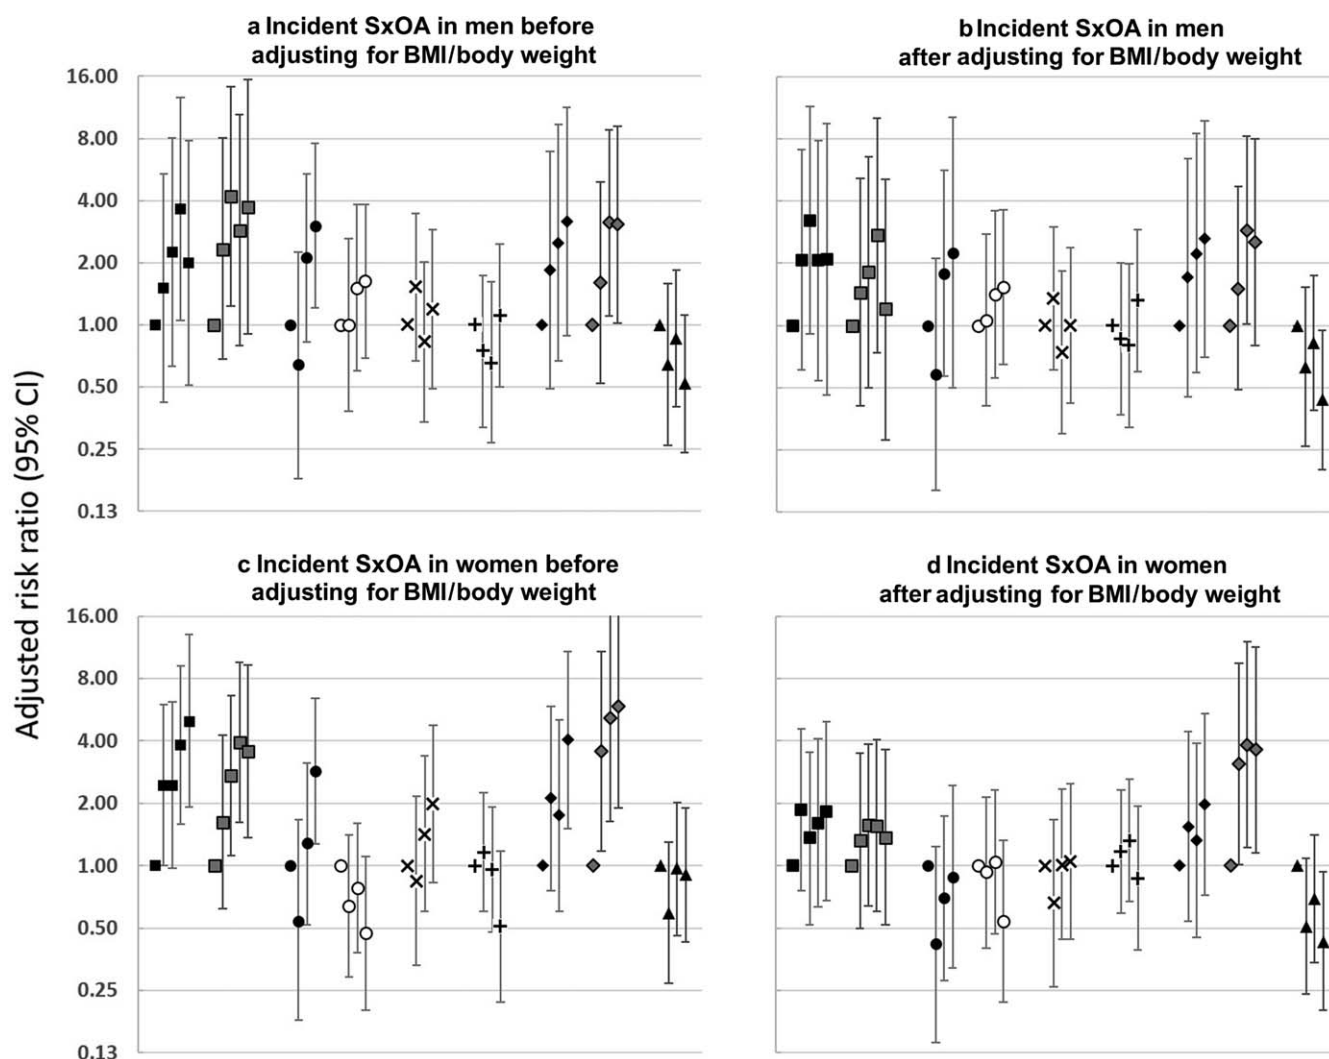 a Incident SxOA in men before
adjusting for BMI/body weight
b Incident SxOA in men
after adjusting for BMI/body weight
16.00
8.00
4.00
2.00
1.00
0.50
0.25
0.13
Adjusted risk ratio (95% CI)
c Incident SxOA in women before
adjusting for BMI/body weight
d Incident SxOA in women
after adjusting for BMI/body weight
16.00
8.00
4.00
2.00
1.00
0.50
0.25
0.13